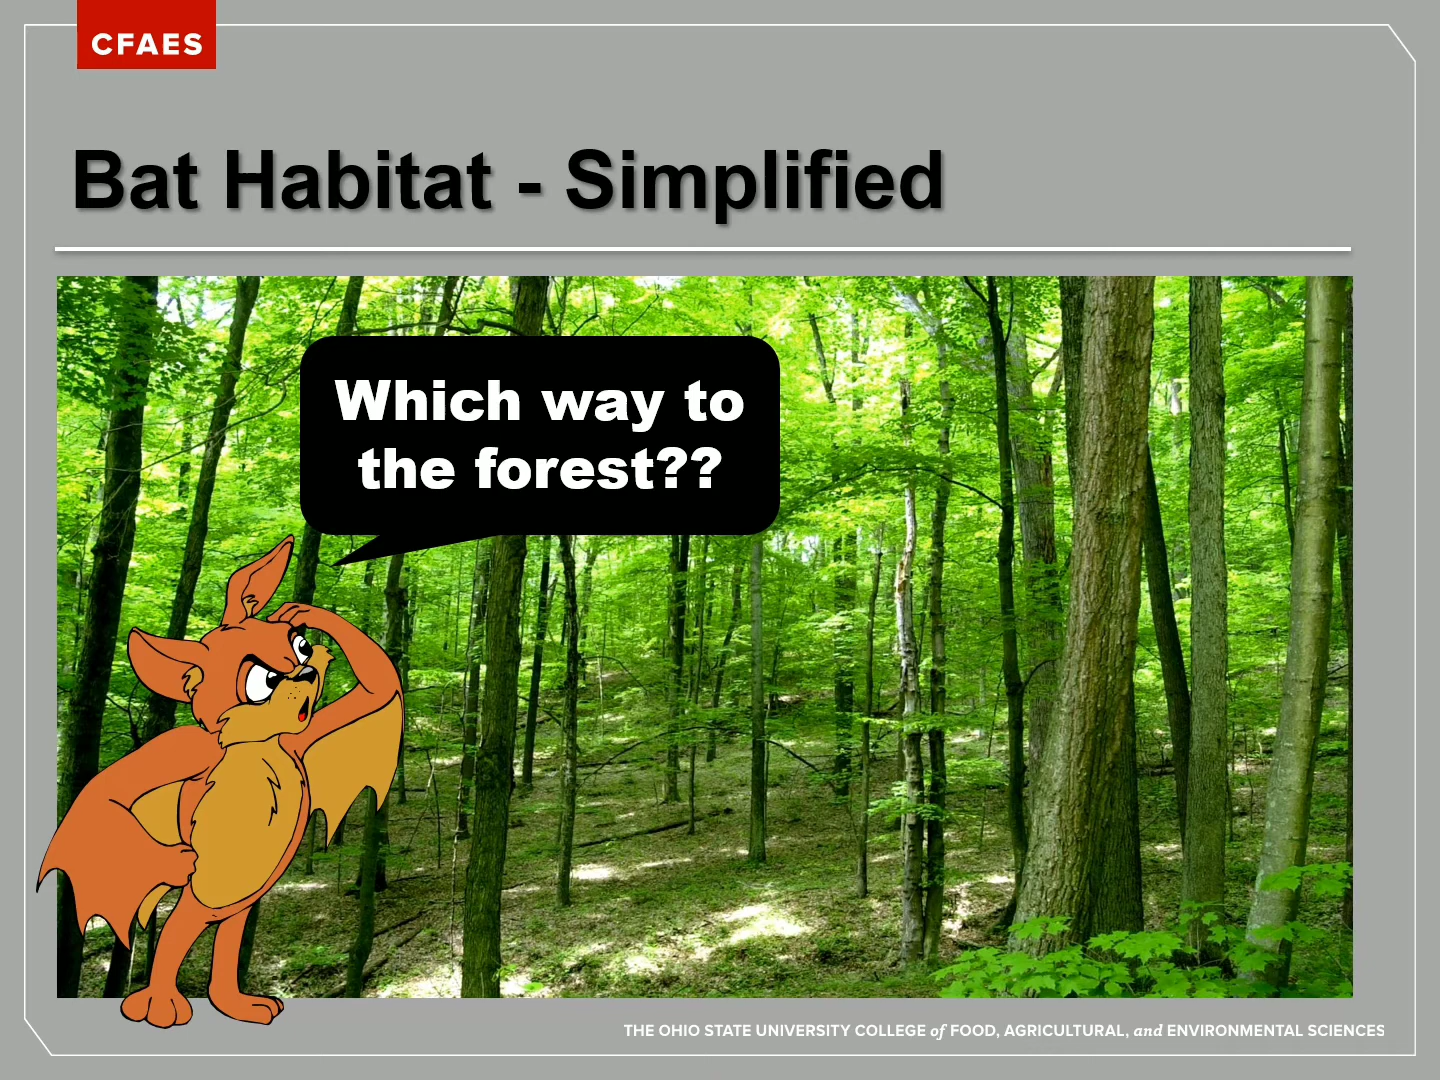 CFAES
Bat Habitat - Simplified
Which way to
the forest??
THE OHIO STATE UNIVERSITY COLLEGE of FOOD, AGRICULTURAL, and ENVIRONMENTAL SCIENCES